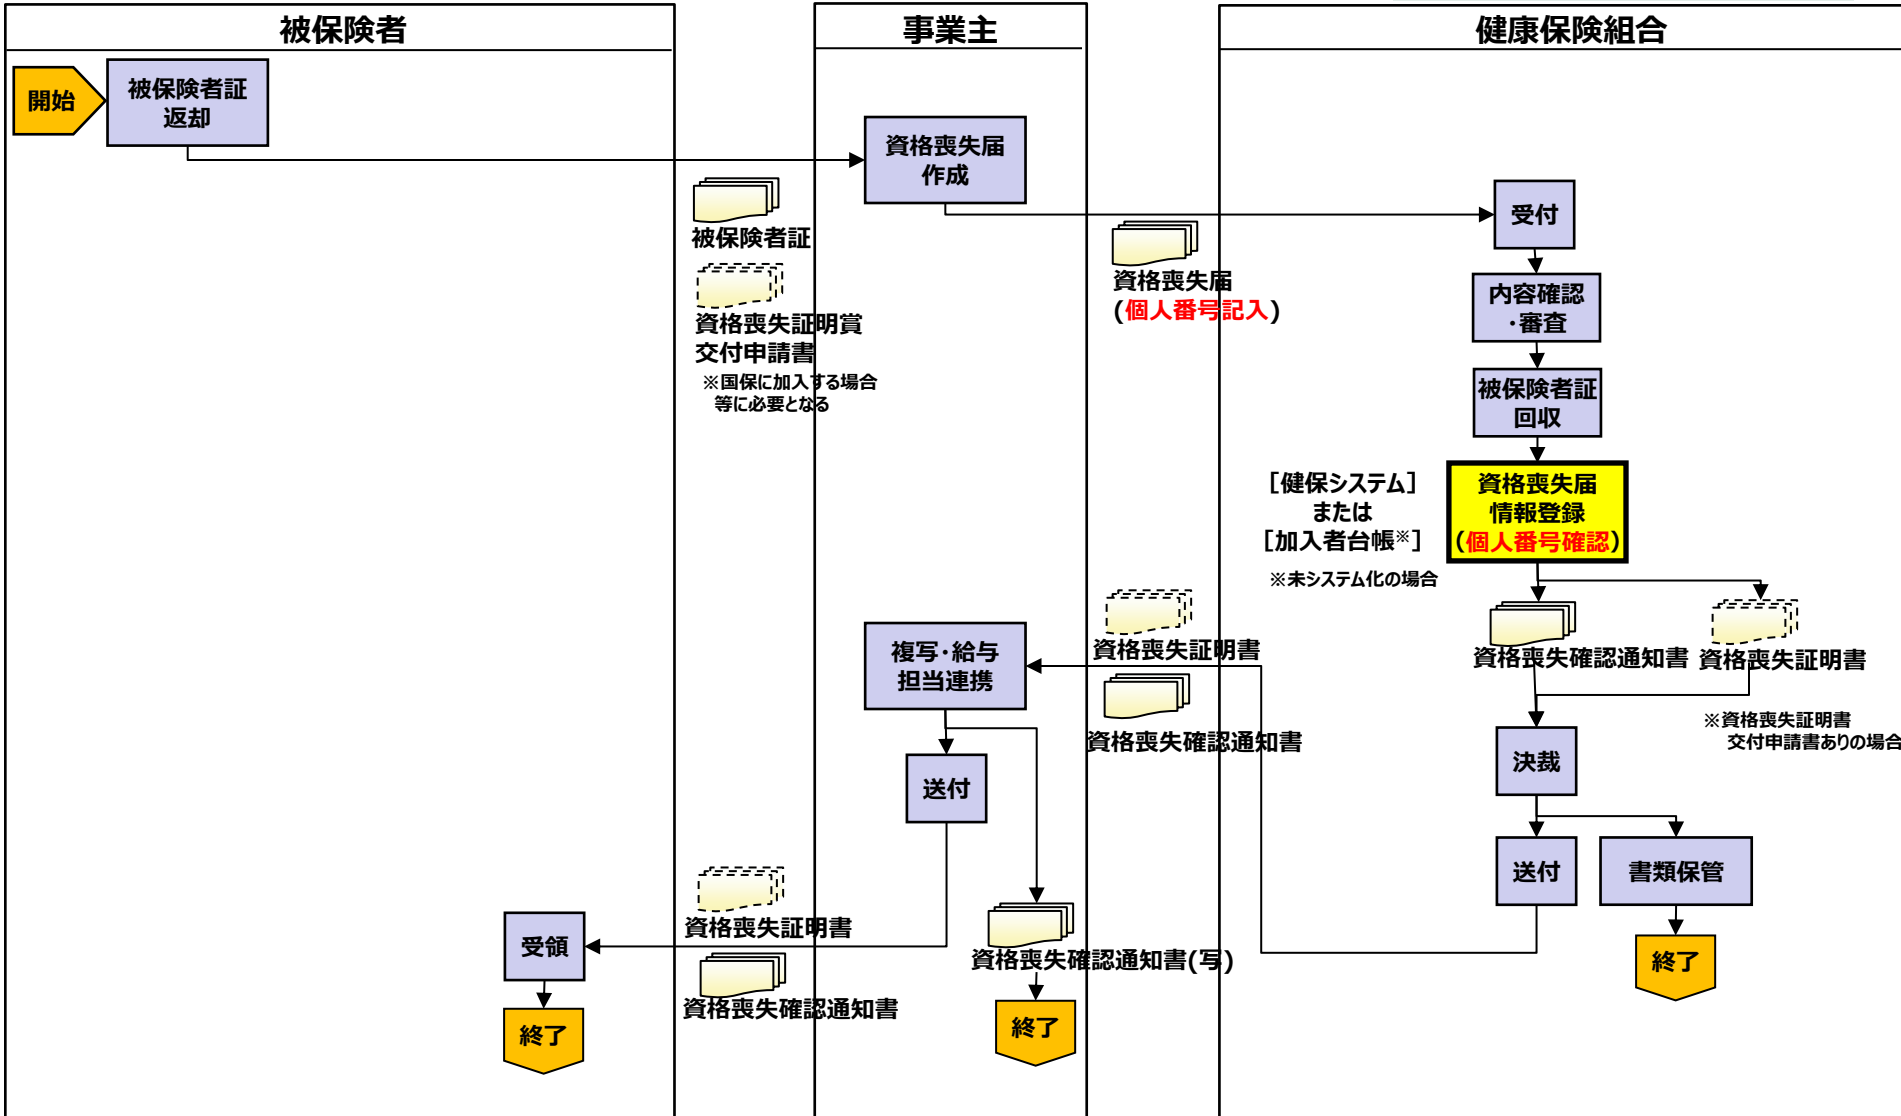 被保険者
事業主
健康保険組合
開始
被保険者証
返却
資格喪失届
作成
被保険者証
資格喪失証明賞
交付申請書
※国保に加入する場合
等に必要となる
資格喪失届
(個人番号記入)
受付
内容確認
・審査
被保険者証
回収
[健保システム]
または
[加入者台帳※]
※未システム化の場合
資格喪失届
情報登録
(個人番号確認)
資格喪失確認通知書
資格喪失証明書
※資格喪失証明書
交付申請書ありの場合
決裁
送付
書類保管
終了
資格喪失証明書
資格喪失確認通知書
複写・給与
担当連携
送付
資格喪失確認通知書(写)
終了
資格喪失証明書
資格喪失確認通知書
受領
終了